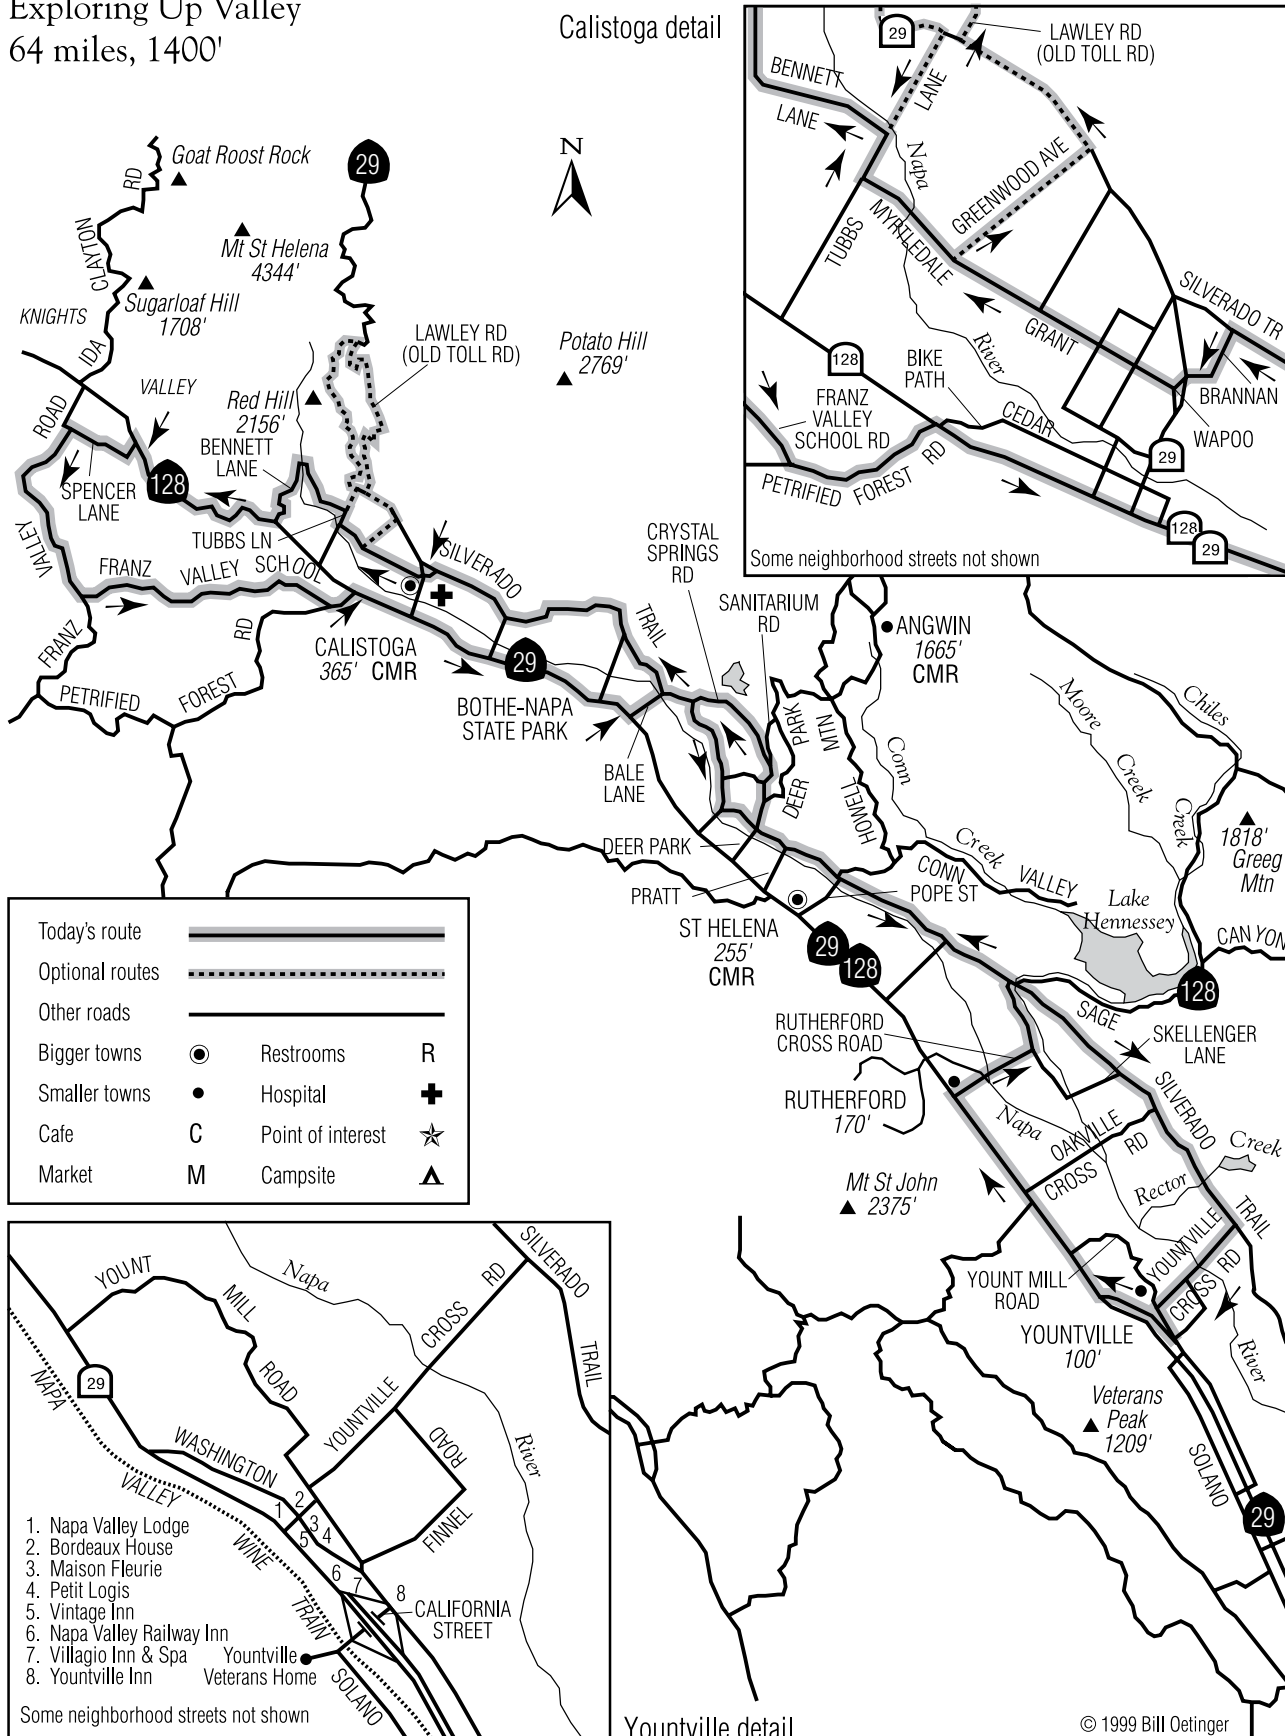 Exploring Up Valley
64 miles, 1400'
Calistoga detail
29
LAWLEY RD
(OLD TOLL RD)
BENNETT
LANE
LANE
Napa
GREENWOOD AVE
TUBBS
MYRTLEDALE
SILVERADO TR
GRANT
River
128
BIKE
PATH
BRANNAN
FRANZ
VALLEY
SCHOOL RD
CEDAR
WAPOO
29
PETRIFIED FOREST RD
128
29
Some neighborhood streets not shown
N
Goat Roost Rock
29
RD
CLAYTON
IDA
Mt St Helena
4344'
Sugarloaf Hill
1708'
KNIGHTS
VALLEY
LAWLEY RD
(OLD TOLL RD)
Potato Hill
2769'
Red Hill
2156'
ROAD
BENNETT
LANE
128
SPENCER
LANE
TUBBS LN
VALLEY
FRANZ VALLEY SCHOOL
RD
FRANZ
PETRIFIED FOREST
SILVERADO
TRAIL
CRYSTAL
SPRINGS
RD
SANITARIUM
RD
CALISTOGA
365' CMR
29
BOTHE-NAPA
STATE PARK
ANGWIN
1665'
CMR
Moore
Creek
Chiles
Creek
Conn
Creek
DEER
PARK
HOWELL
MTN
BALE
LANE
DEER PARK
PRATT
CONN VALLEY
POPE ST
1818'
Greeg
Mtn
Lake
Hennessey
ST HELENA
255'
CMR
29
128
SAGE
CANYON
128
RUTHERFORD
CROSS ROAD
SKELLENGER
LANE
RUTHERFORD
170'
Napa
SILVERADO
TRAIL
OAKVILLE
CROSS RD
Rector
Creek
Mt St John
2375'
YOUNT MILL
ROAD
YOUNTVILLE
CROSS RD
YOUNTVILLE
100'
River
Veterans
Peak
1209'
SOLANO
29
Today's route
Optional routes
Other roads
Bigger towns
Restrooms R
Smaller towns
Hospital
Cafe C
Point of interest
Market M
Campsite
YOUNT
MILL
ROAD
Napa
River
SILVERADO
TRAIL
YOUNTVILLE
CROSS
RD
29
NAPA
VALLEY
WINE
TRAIN
WASHINGTON
ROAD
FINNEL
1
2
3
4
5
6
7
8
1. Napa Valley Lodge
2. Bordeaux House
3. Maison Fleurie
4. Petit Logis
5. Vintage Inn
6. Napa Valley Railway Inn
7. Villagio Inn & Spa
8. Yountville Inn
CALIFORNIA
STREET
Yountville
Veterans Home
SOLANO
Some neighborhood streets not shown
Yountville detail
© 1999 Bill Oetinger